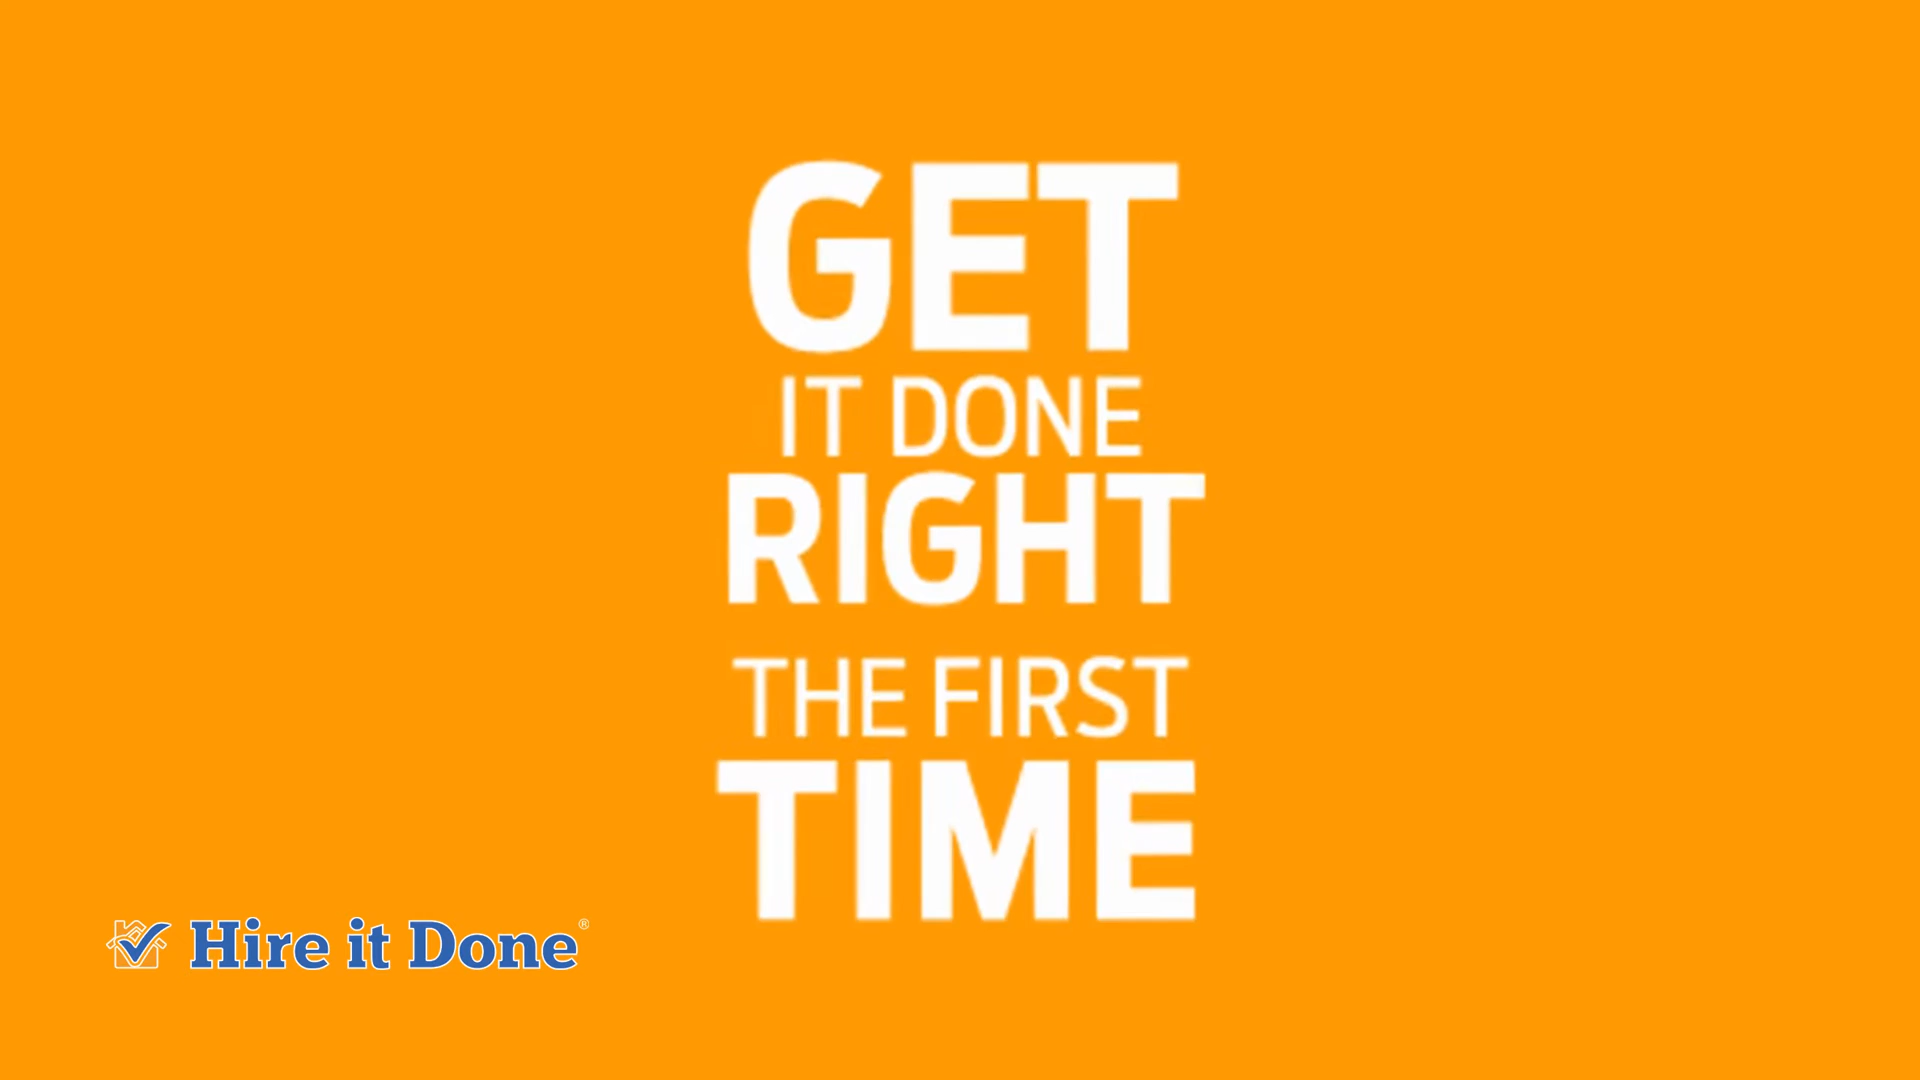 GET
IT DONE
RIGHT
THE FIRST
TIME
Hire it Done®